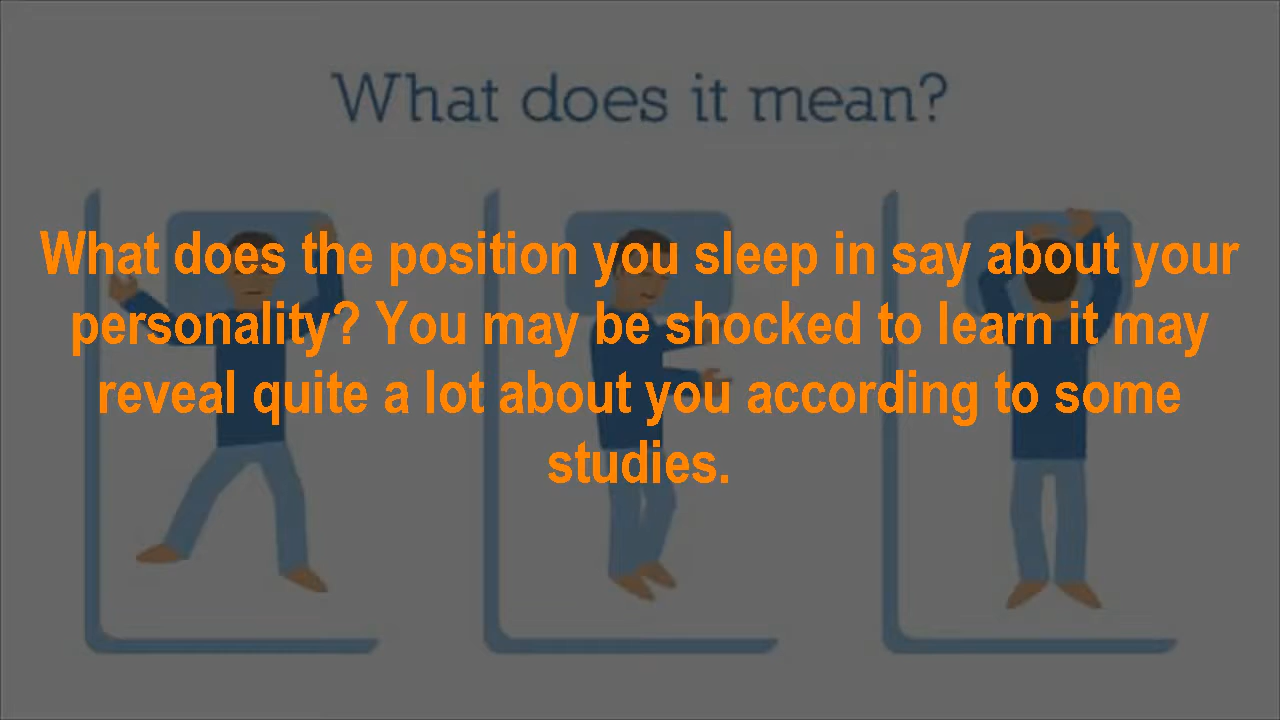 What does it mean?
What does the position you sleep in say about your
personality? You may be shocked to learn it may
reveal quite a lot about you according to some
studies.